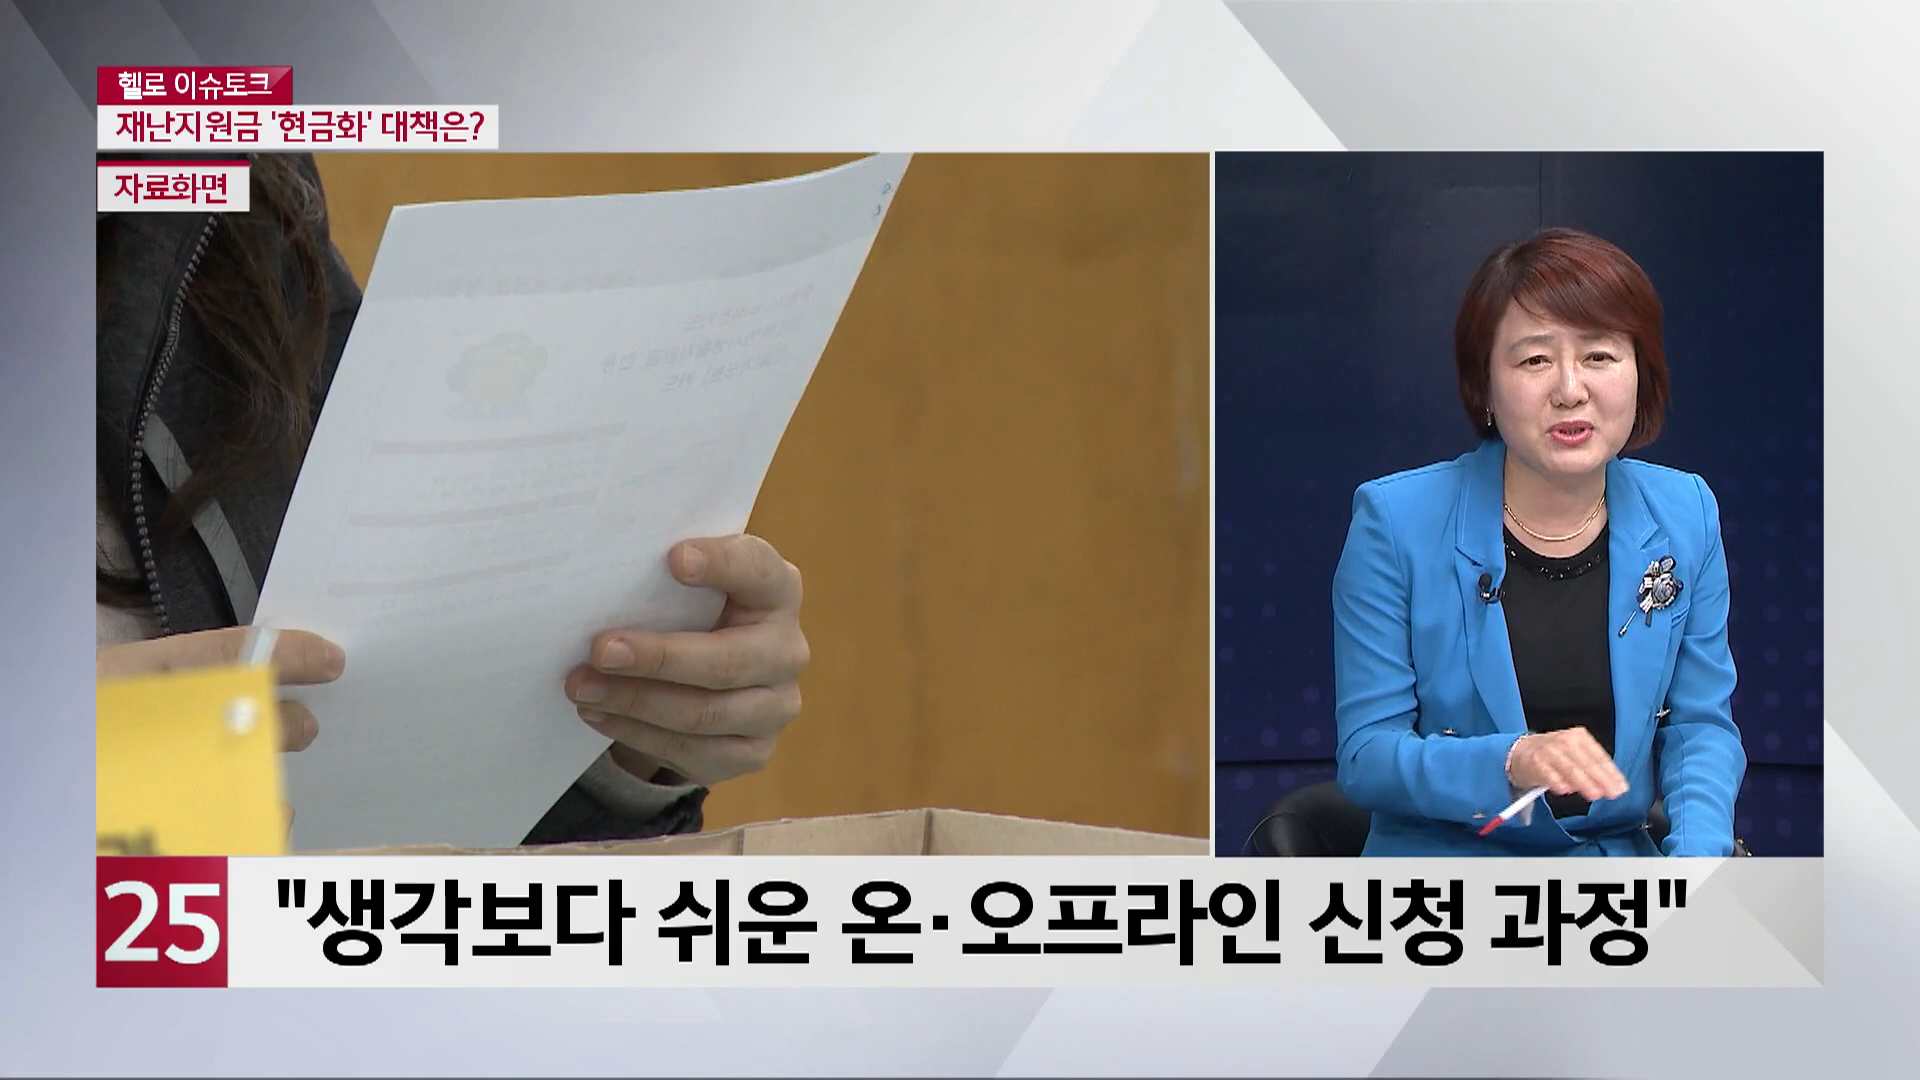 헬로 이슈토크
재난지원금 '현금화' 대책은?
자료화면
25 "생각보다 쉬운 온·오프라인 신청 과정"